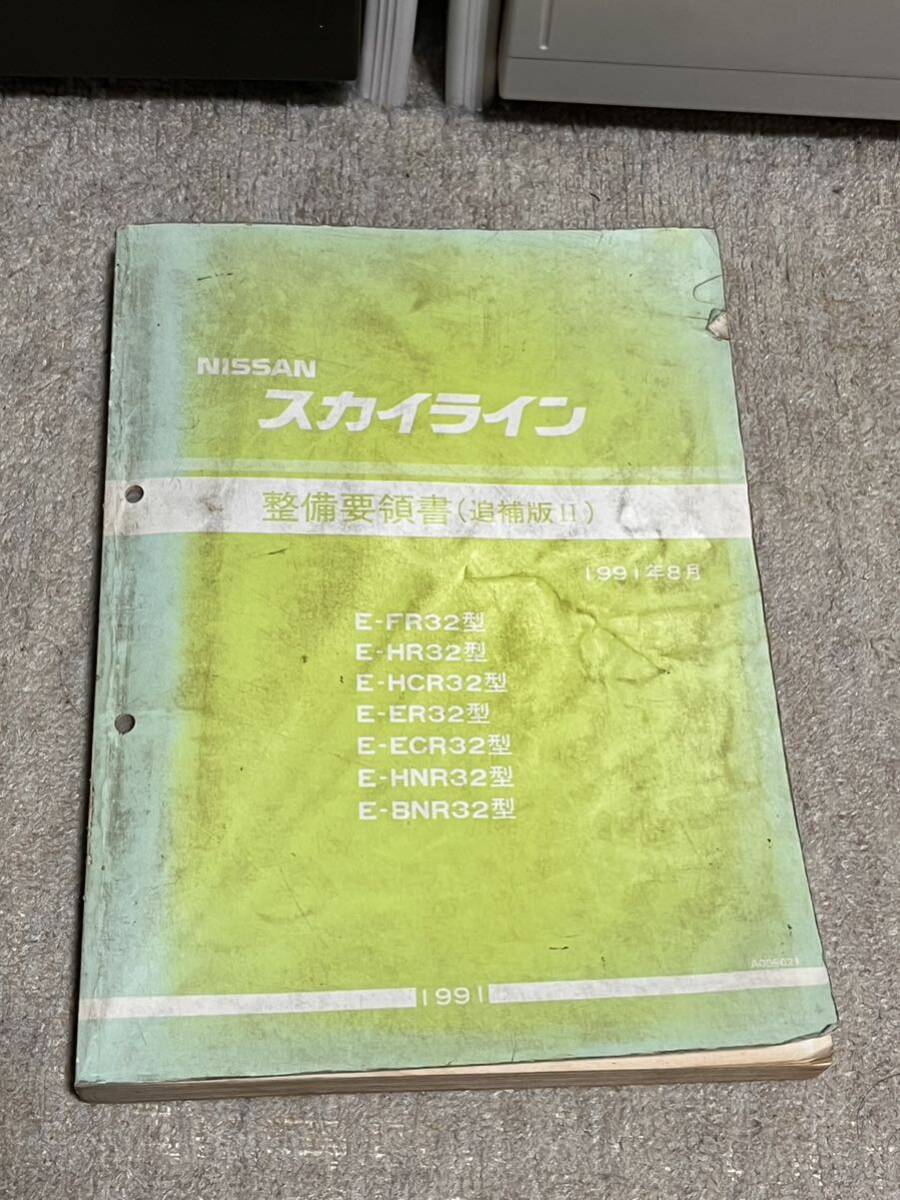 NISSAN
スカイライン
整備要領書(追補版II)
1991年8月
E-FR32型
E-HR32型
E-HCR32型
E-ER32型
E-ECR32型
E-HNR32型
E-BNR32型
A006021
1991